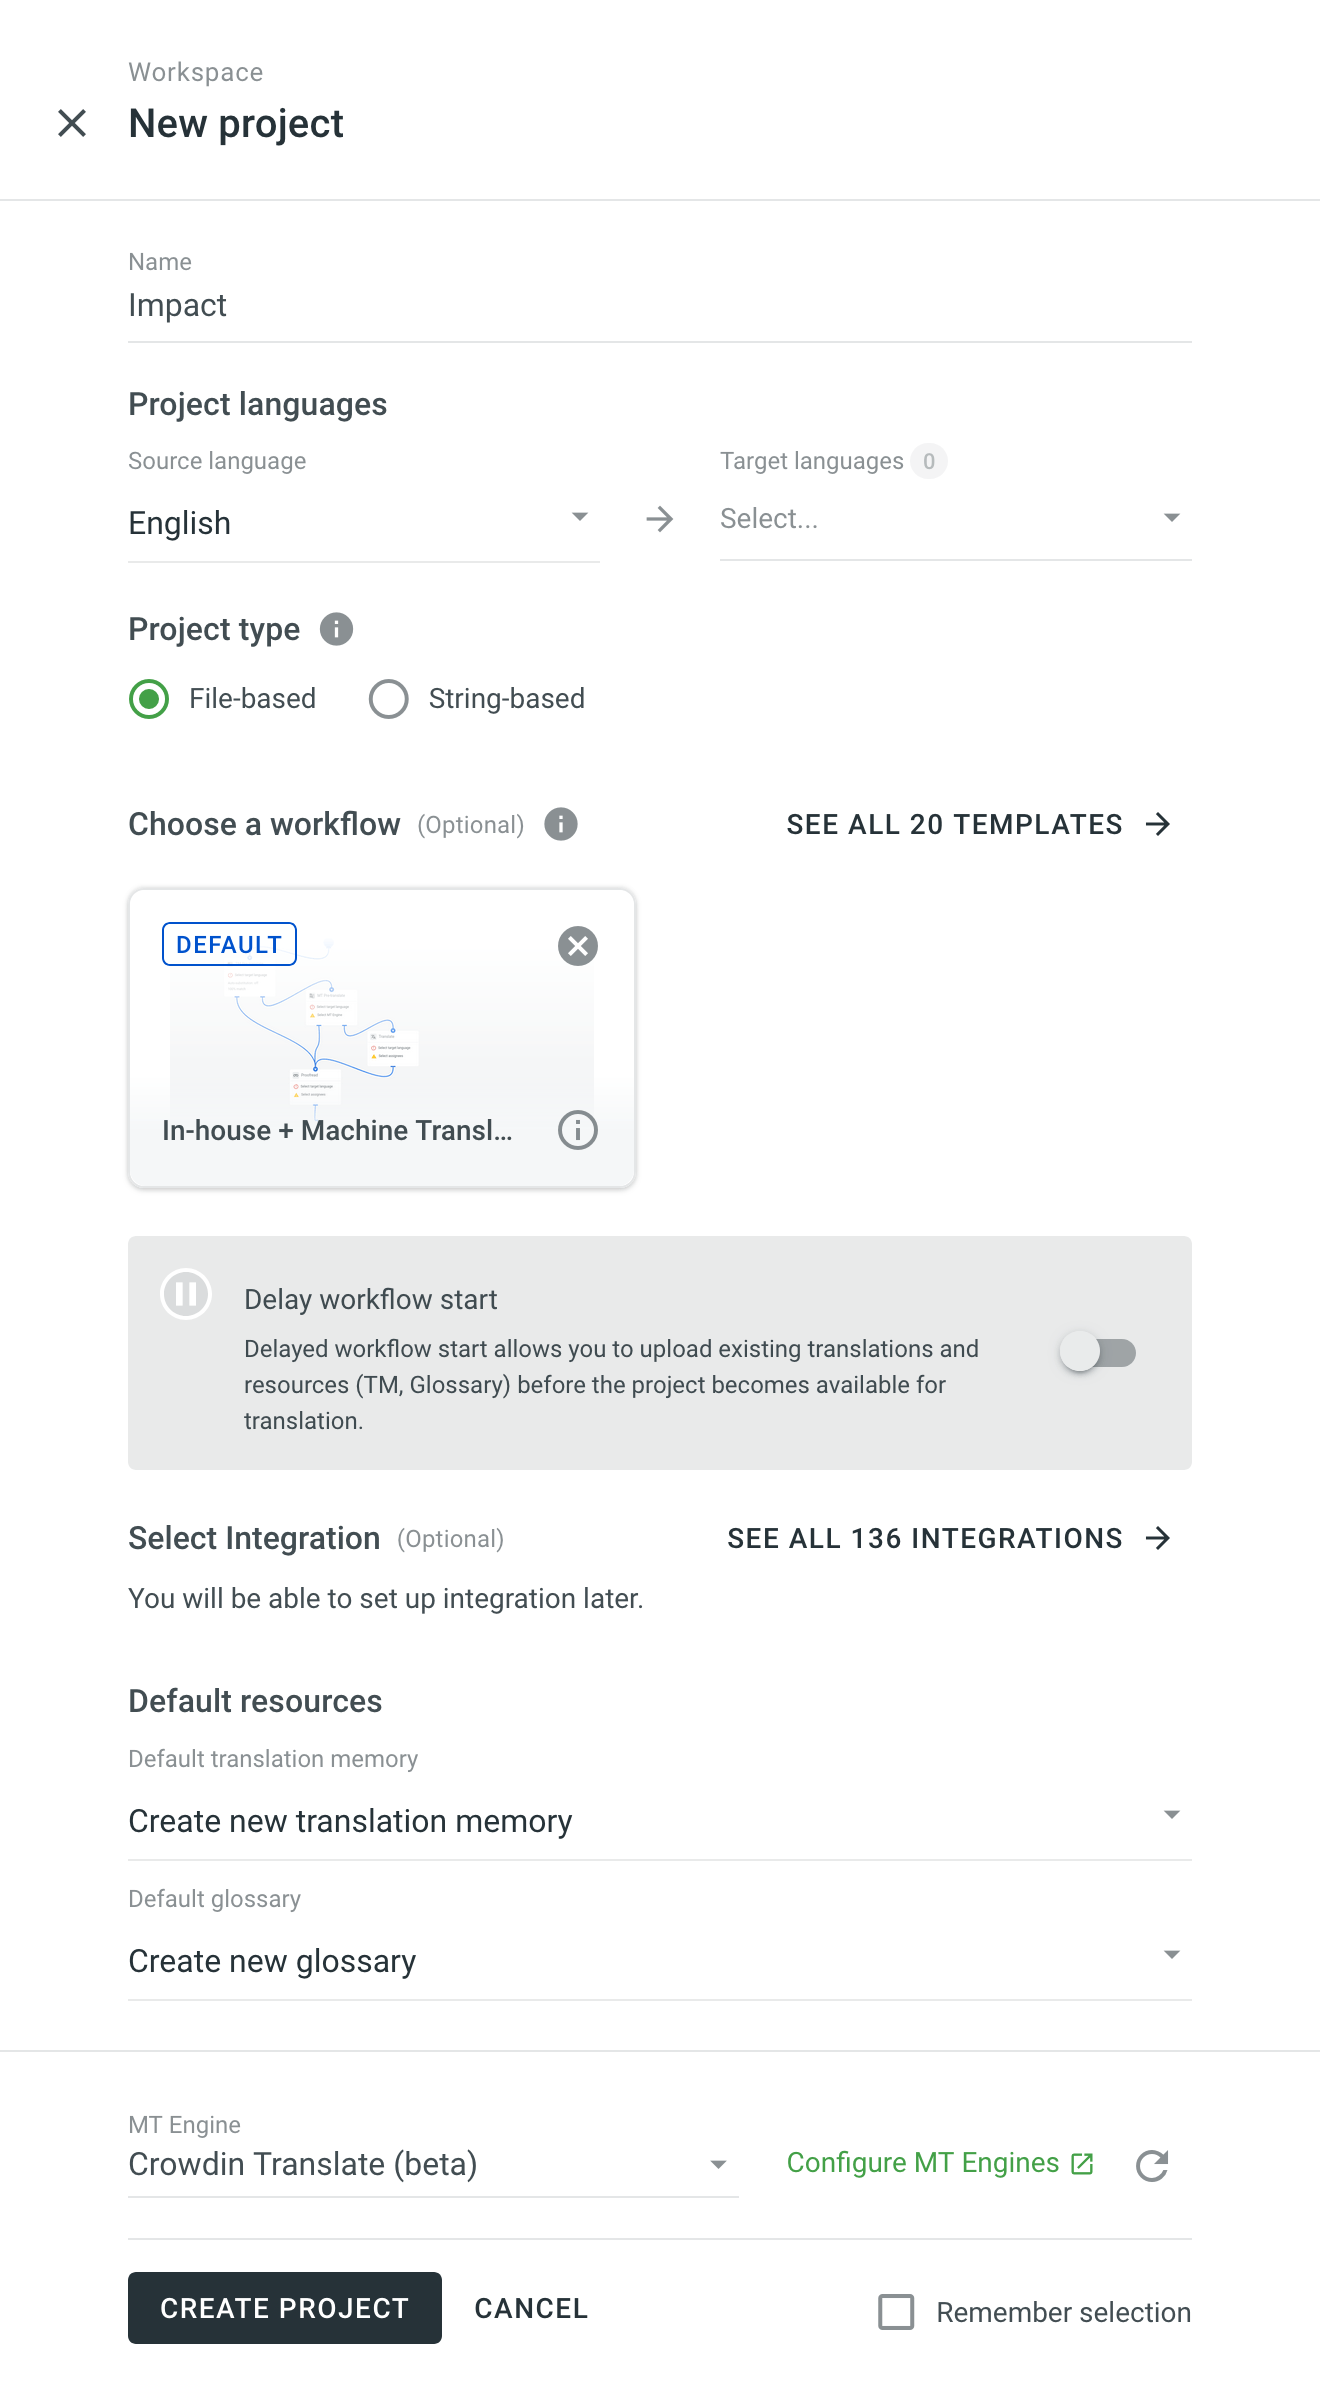 Workspace
New project
Name
Impact
Project languages
Source language
Target languages 0
English
Select...
Project type
File-based
String-based
Choose a workflow (Optional)
SEE ALL 20 TEMPLATES
DEFAULT
In-house + Machine Transl...
Delay workflow start
Delayed workflow start allows you to upload existing translations and
resources (TM, Glossary) before the project becomes available for
translation.
Select Integration (Optional)
SEE ALL 136 INTEGRATIONS
You will be able to set up integration later.
Default resources
Default translation memory
Create new translation memory
Default glossary
Create new glossary
MT Engine
Crowdin Translate (beta)
Configure MT Engines
CREATE PROJECT
CANCEL
Remember selection